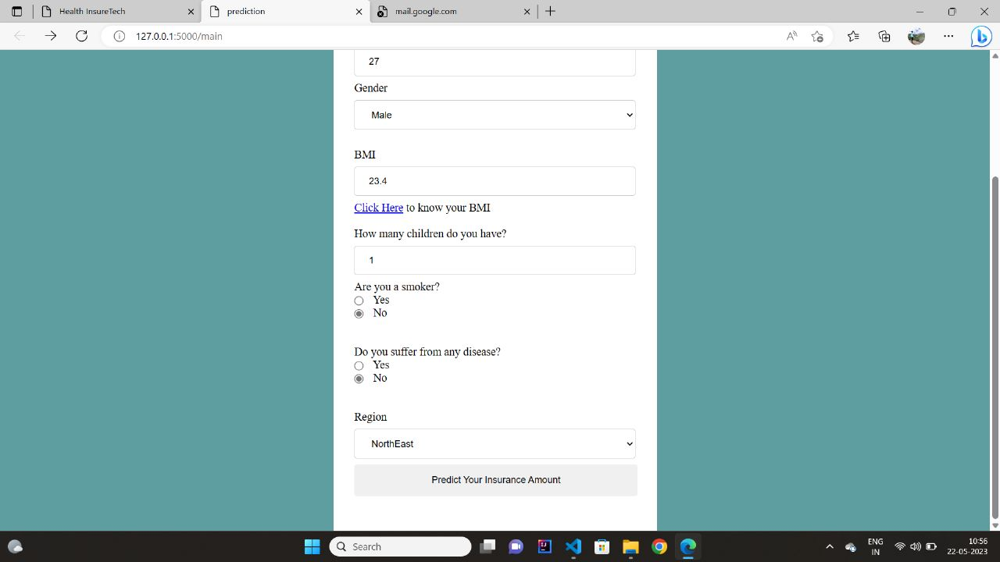 Health InsureTech
prediction
mail.google.com
127.0.0.1:5000/main
27
Gender
Male
BMI
23.4
Click Here to know your BMI
How many children do you have?
1
Are you a smoker?
Yes
No
Do you suffer from any disease?
Yes
No
Region
NorthEast
Predict Your Insurance Amount
Search
ENG
IN
10:56
22-05-2023